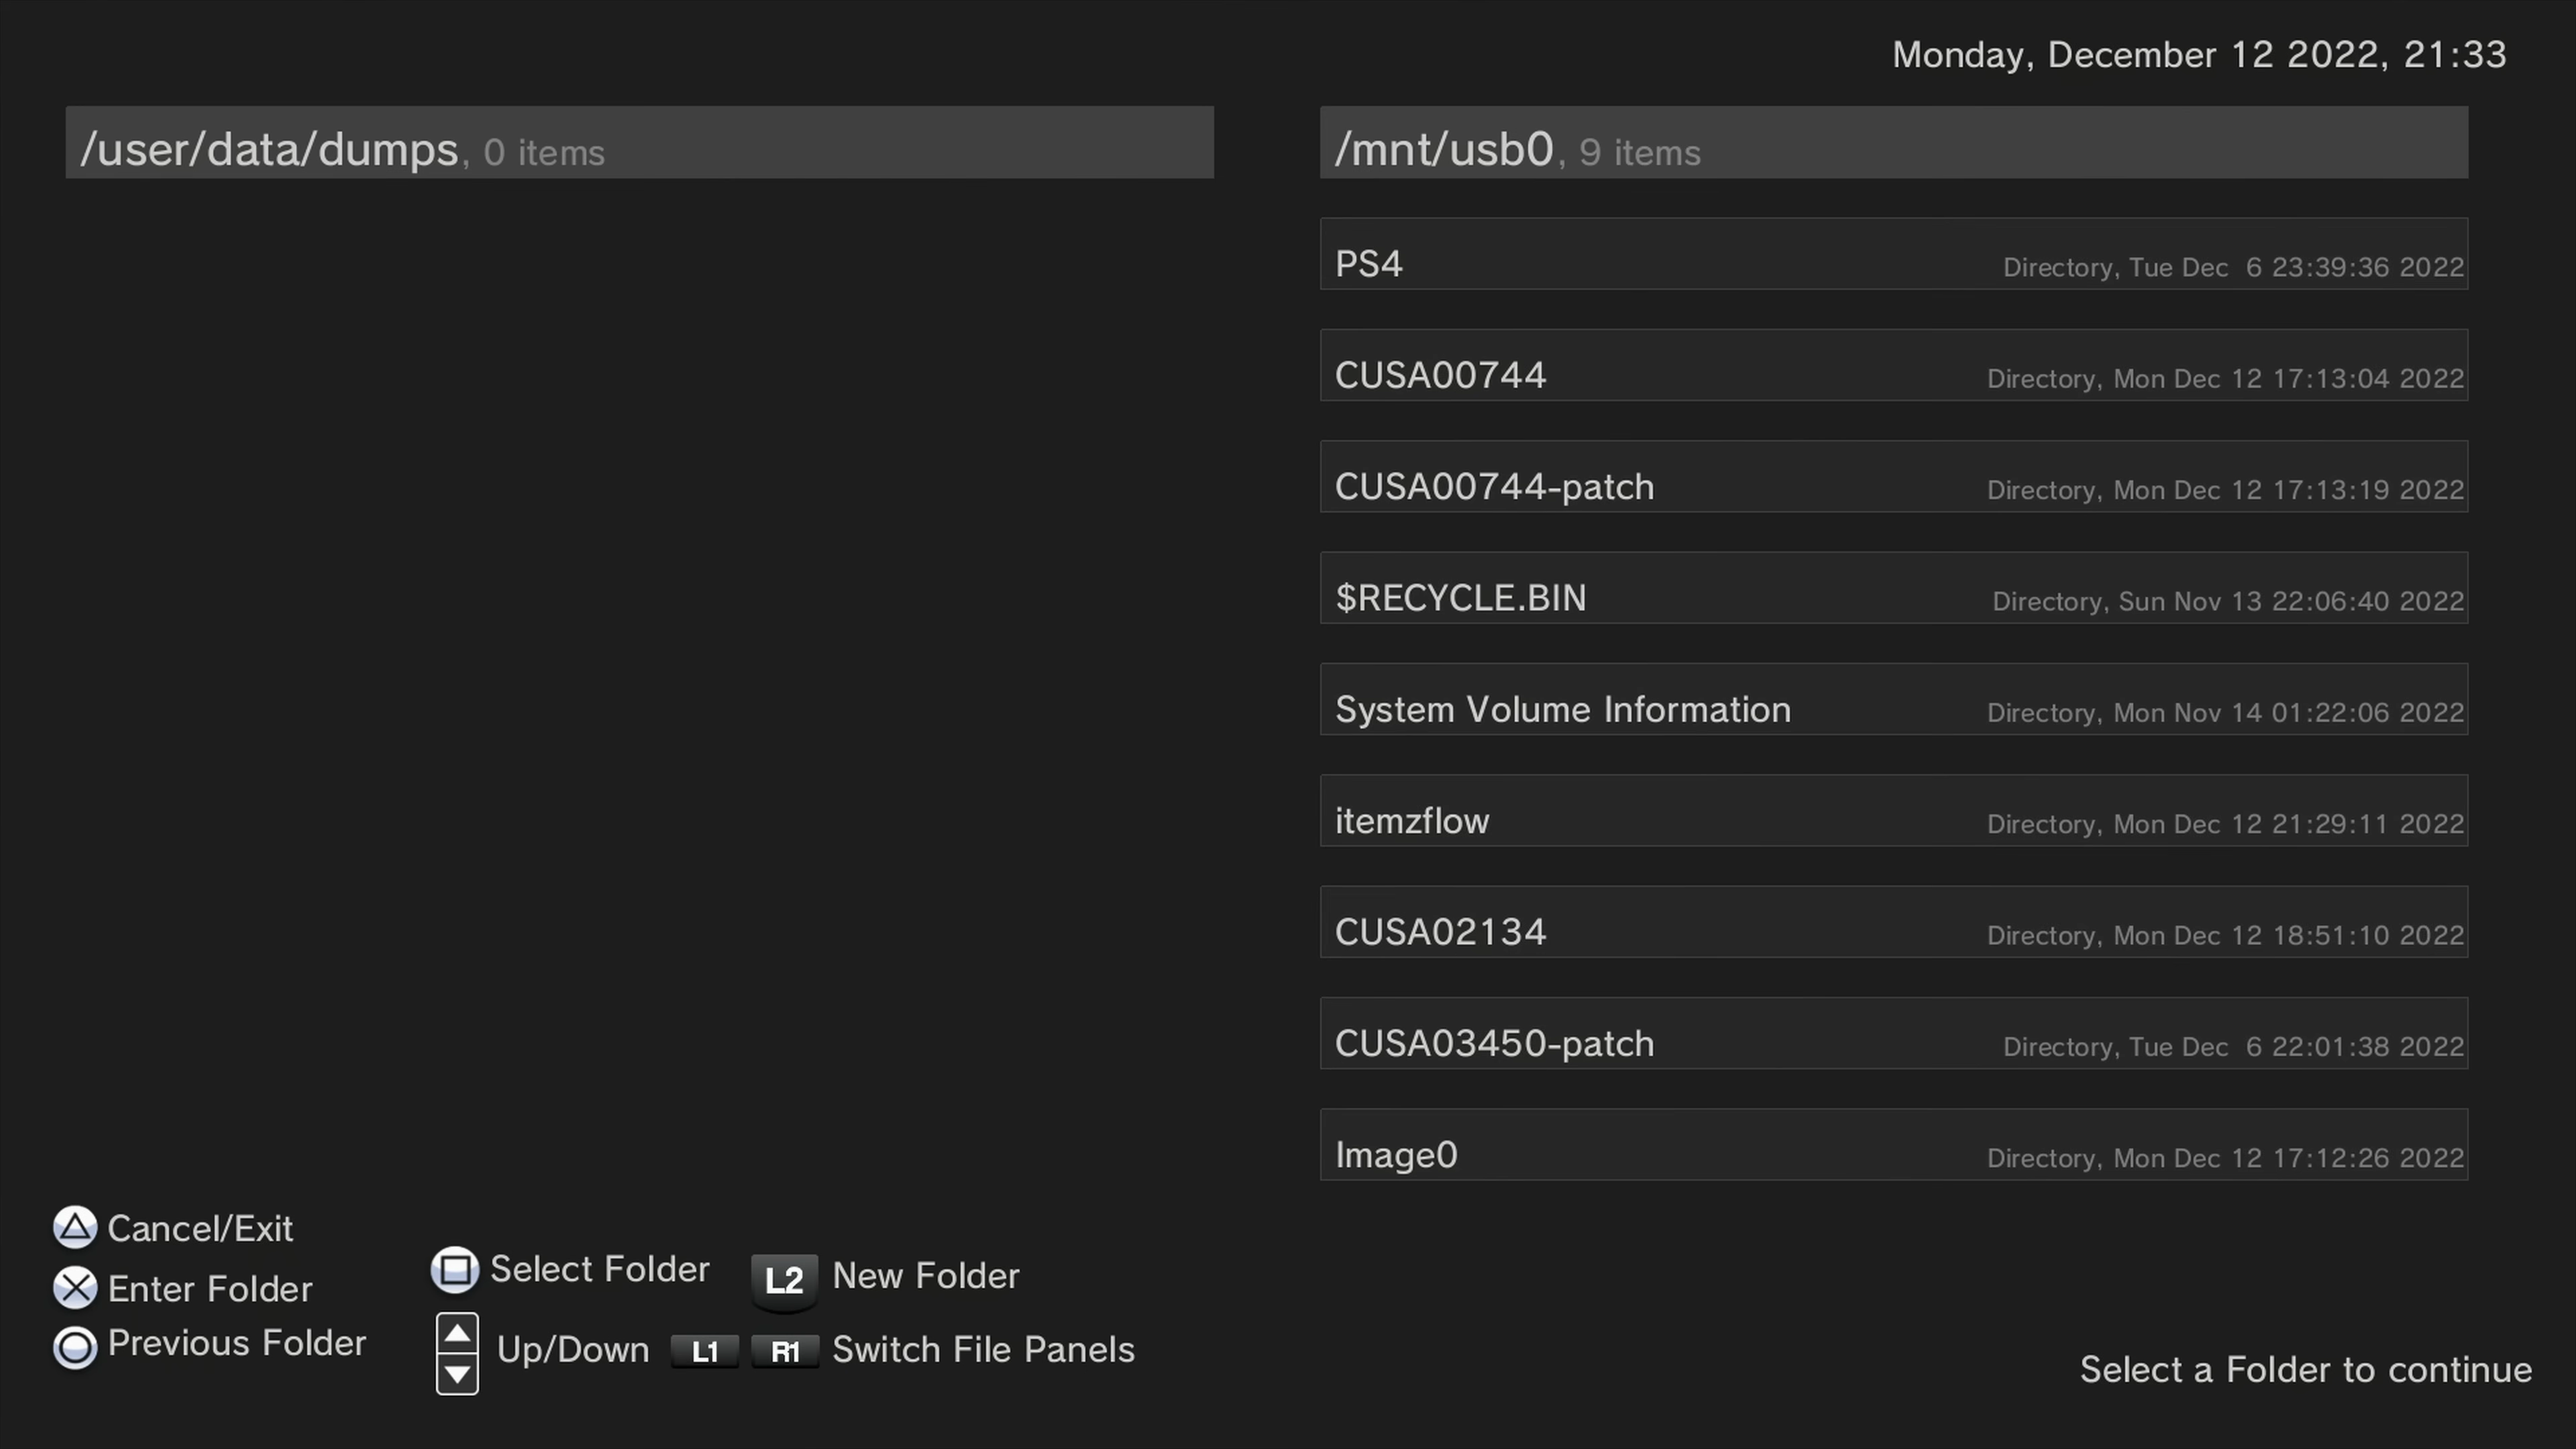 Monday, December 12 2022, 21:33
/user/data/dumps, 0 items
/mnt/usb0, 9 items
PS4 Directory, Tue Dec  6 23:39:36 2022
CUSA00744 Directory, Mon Dec 12 17:13:04 2022
CUSA00744-patch Directory, Mon Dec 12 17:13:19 2022
$RECYCLE.BIN Directory, Sun Nov 13 22:06:40 2022
System Volume Information Directory, Mon Nov 14 01:22:06 2022
itemzflow Directory, Mon Dec 12 21:29:11 2022
CUSA02134 Directory, Mon Dec 12 18:51:10 2022
CUSA03450-patch Directory, Tue Dec  6 22:01:38 2022
Image0 Directory, Mon Dec 12 17:12:26 2022
Cancel/Exit
Enter Folder
Previous Folder
Select Folder
L2 New Folder
Up/Down
L1 R1 Switch File Panels
Select a Folder to continue